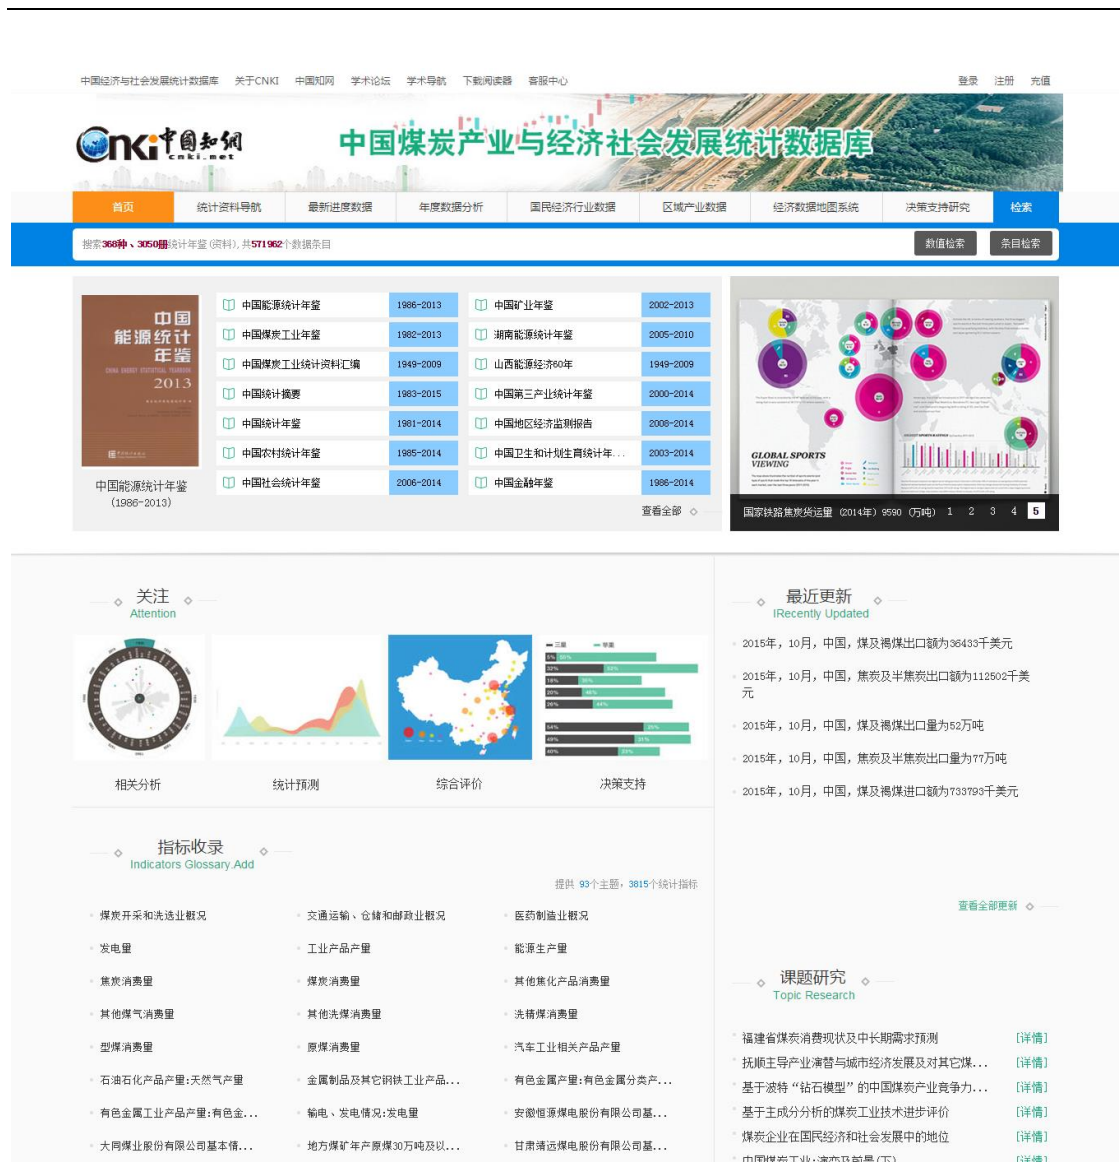 中国经济与社会发展统计数据库 关于CNKI 中国知网 学术论坛 学术导航 下载阅读器 客服中心 登录 注册 充值
Cnki中国知网
cnki.net
中国煤炭产业与经济社会发展统计数据库
首页 统计资料导航 最新进度数据 年度数据分析 国民经济行业数据 区域产业数据 经济数据地图系统 决策支持研究 检索
搜索368种、3050册统计年鉴(资料),共571962个数据条目 数值检索 条目检索
中国
能源统计
年鉴
CHINA ENERGY STATISTICAL YEARBOOK
2013
中国能源统计年鉴
(1986-2013)
中国能源统计年鉴 1986-2013 中国矿业年鉴 2002-2013
中国煤炭工业年鉴 1982-2013 湖南能源统计年鉴 2005-2010
中国煤炭工业统计资料汇编 1949-2009 山西能源经济60年 1949-2009
中国统计摘要 1983-2015 中国第三产业统计年鉴 2000-2014
中国统计年鉴 1981-2014 中国地区经济监测报告 2008-2014
中国农村统计年鉴 1985-2014 中国卫生和计划生育统计年... 2003-2014
中国社会统计年鉴 2006-2014 中国金融年鉴 1986-2014
查看全部
GLOBAL SPORTS
VIEWING
国家铁路焦炭货运量 (2014年) 9590 (万吨) 1 2 3 4 5
关注
Attention
相关分析 统计预测 综合评价 决策支持
最近更新
IRecently Updated
2015年，10月，中国，煤及褐煤出口额为36433千美元
2015年，10月，中国，焦炭及半焦炭出口额为112502千美
元
2015年，10月，中国，煤及褐煤出口量为52万吨
2015年，10月，中国，焦炭及半焦炭出口量为77万吨
2015年，10月，中国，煤及褐煤进口额为733793千美元
查看全部更新
指标收录
Indicators Glossary.Add
提供 93个主题，3815个统计指标
煤炭开采和洗选业概况 交通运输、仓储和邮政业概况 医药制造业概况
发电量 工业产品产量 能源生产量
焦炭消费量 煤炭消费量 其他焦化产品消费量
其他煤气消费量 其他洗煤消费量 洗精煤消费量
型煤消费量 原煤消费量 汽车工业相关产品产量
石油石化产品产量:天然气产量 金属制品及其它钢铁工业产品... 有色金属产量:有色金属分类产...
有色金属工业产品产量:有色金... 输电、发电情况:发电量 安徽恒源煤电股份有限公司基...
大同煤业股份有限公司基本情... 地方煤矿年产原煤30万吨及以... 甘肃靖远煤电股份有限公司基...
课题研究
Topic Research
福建省煤炭消费现状及中长期需求预测 [详情]
抚顺主导产业演替与城市经济发展及对其它煤... [详情]
基于波特“钻石模型”的中国煤炭产业竞争力... [详情]
基于主成分分析的煤炭工业技术进步评价 [详情]
煤炭企业在国民经济和社会发展中的地位 [详情]
中国煤炭工业:演变及前景(下) [详情]